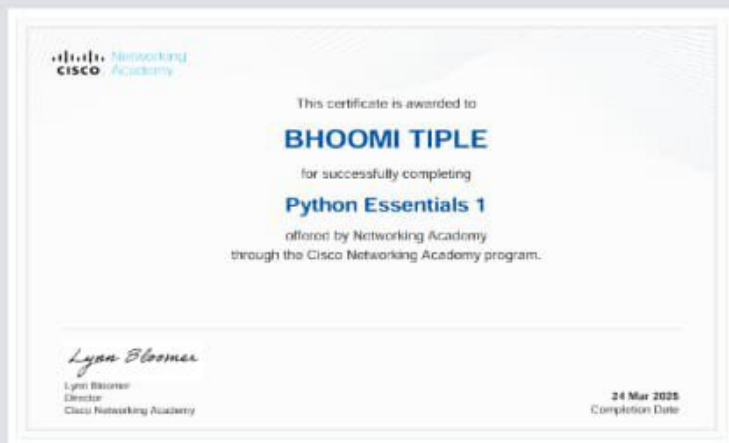 CISCO Networking Academy
This certificate is awarded to
BHOOMI TIPLE
for successfully completing
Python Essentials 1
offered by Networking Academy
through the Cisco Networking Academy program.
Lynn Bloomer
Lynn Bloomer
Director
Cisco Networking Academy
24 Mar 2025
Completion Date